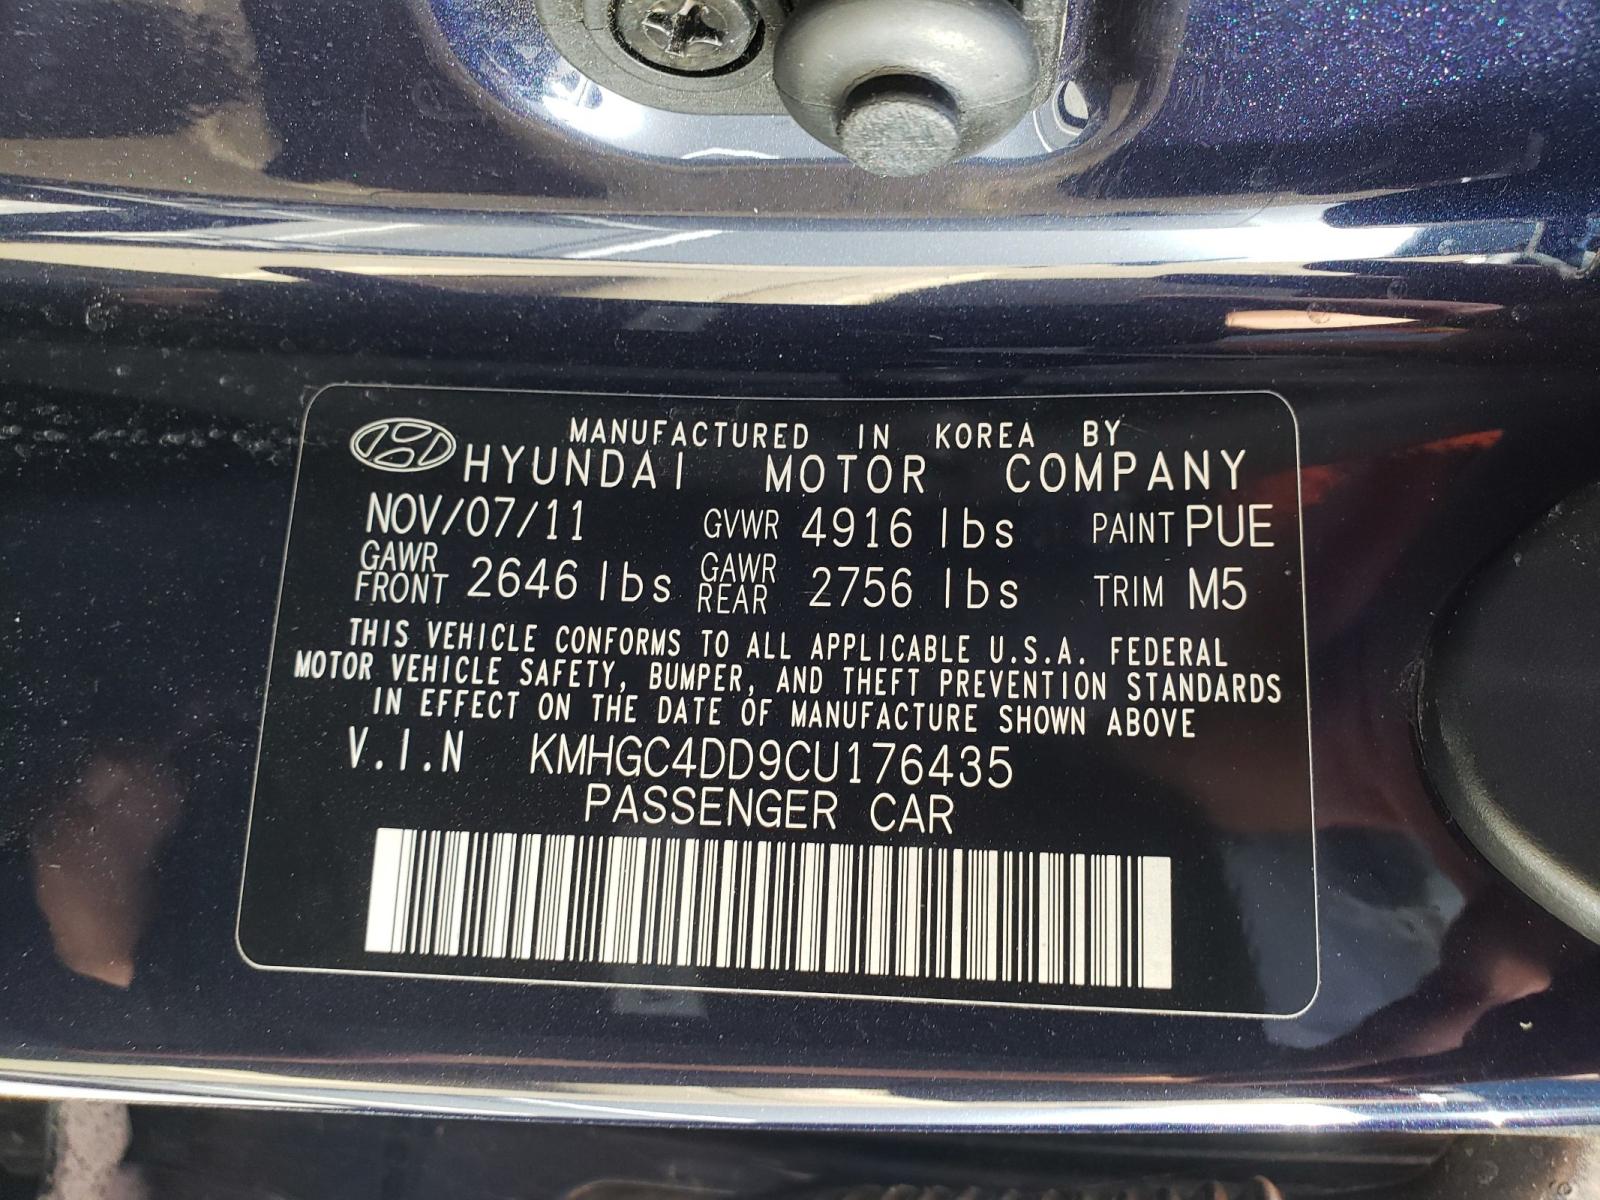 MANUFACTURED IN KOREA BY
HYUNDAI MOTOR COMPANY
NOV/07/11 GVWR 4916 lbs PAINT PUE
GAWR FRONT 2646 lbs GAWR REAR 2756 lbs TRIM M5
THIS VEHICLE CONFORMS TO ALL APPLICABLE U.S.A. FEDERAL
MOTOR VEHICLE SAFETY, BUMPER, AND THEFT PREVENTION STANDARDS
IN EFFECT ON THE DATE OF MANUFACTURE SHOWN ABOVE
V.I.N KMHGC4DD9CU176435
PASSENGER CAR